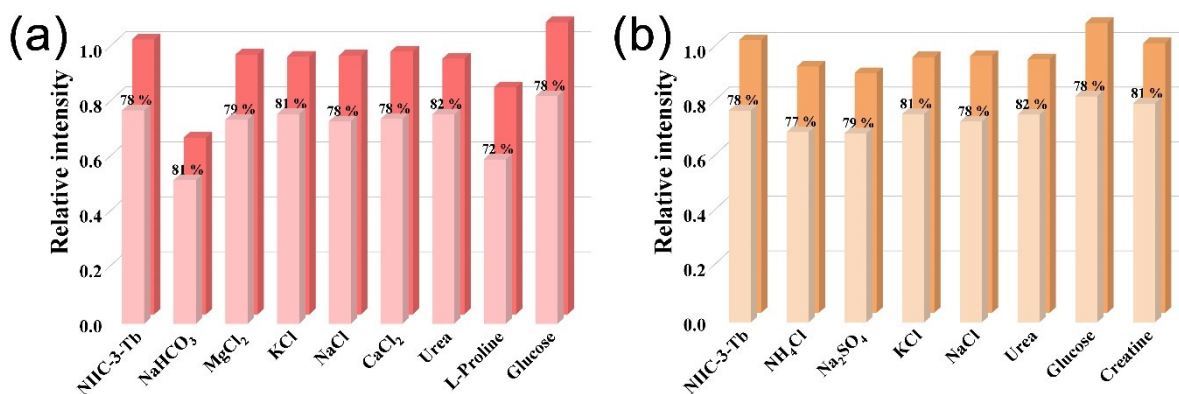 (a)
Relative intensity
1.0
0.8
0.6
0.4
0.2
0.0
78 %
81 %
79 %
81 %
78 %
78 %
82 %
72 %
78 %
NIIC-3-Tb
NaHCO₃
MgCl₂
KCl
NaCl
CaCl₂
Urea
L-Proline
Glucose
(b)
Relative intensity
1.0
0.8
0.6
0.4
0.2
0.0
78 %
77 %
79 %
81 %
78 %
82 %
78 %
81 %
NIIC-3-Tb
NH₄Cl
Na₂SO₄
KCl
NaCl
Urea
Glucose
Creatine